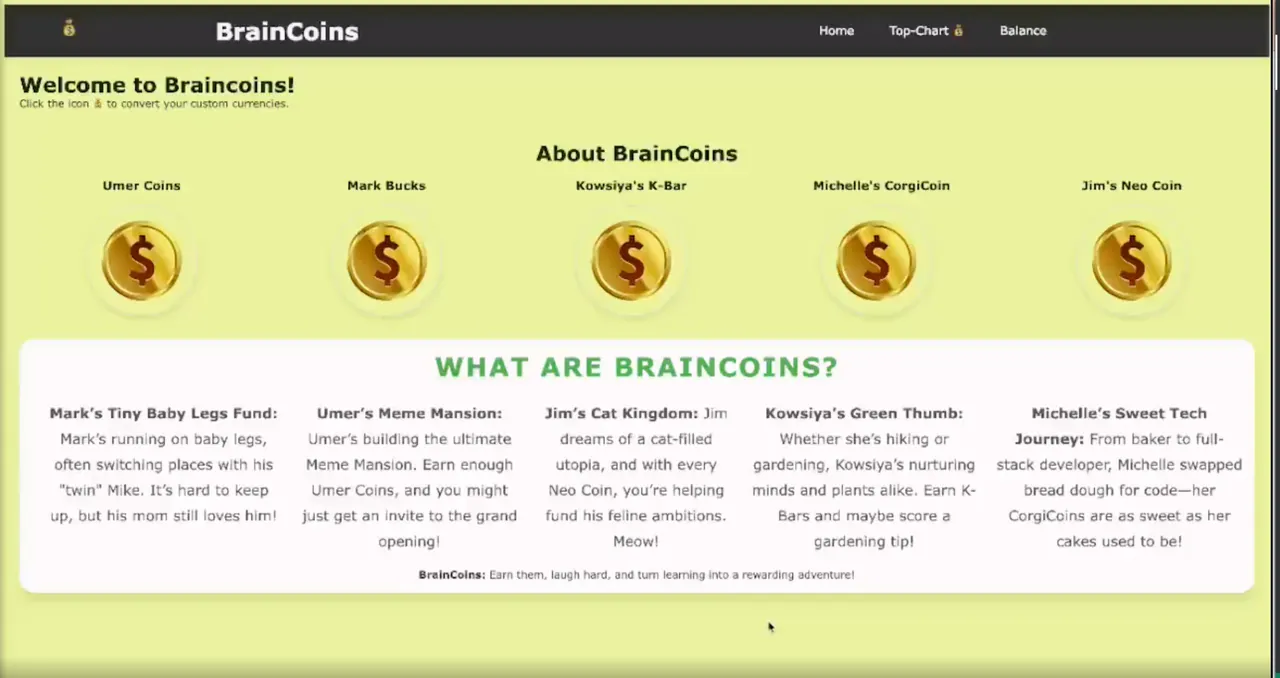 BrainCoins
Home Top-Chart Balance
Welcome to Braincoins!
Click the icon to convert your custom currencies.
About BrainCoins
Umer Coins
Mark Bucks
Kowsiya's K-Bar
Michelle's CorgiCoin
Jim's Neo Coin
$ $ $ $ $
WHAT ARE BRAINCOINS?
Mark’s Tiny Baby Legs Fund:
Mark’s running on baby legs,
often switching places with his
"twin" Mike. It’s hard to keep
up, but his mom still loves him!
Umer’s Meme Mansion:
Umer’s building the ultimate
Meme Mansion. Earn enough
Umer Coins, and you might
just get an invite to the grand
opening!
Jim’s Cat Kingdom: Jim
dreams of a cat-filled
utopia, and with every
Neo Coin, you’re helping
fund his feline ambitions.
Meow!
Kowsiya’s Green Thumb:
Whether she’s hiking or
gardening, Kowsiya’s nurturing
minds and plants alike. Earn K-
Bars and maybe score a
gardening tip!
Michelle’s Sweet Tech
Journey: From baker to full-
stack developer, Michelle swapped
bread dough for code—her
CorgiCoins are as sweet as her
cakes used to be!
BrainCoins: Earn them, laugh hard, and turn learning into a rewarding adventure!